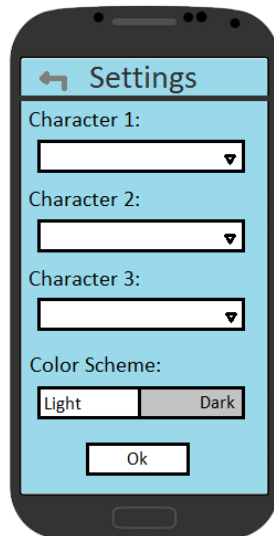 Settings
Character 1:
Character 2:
Character 3:
Color Scheme:
Light Dark
Ok